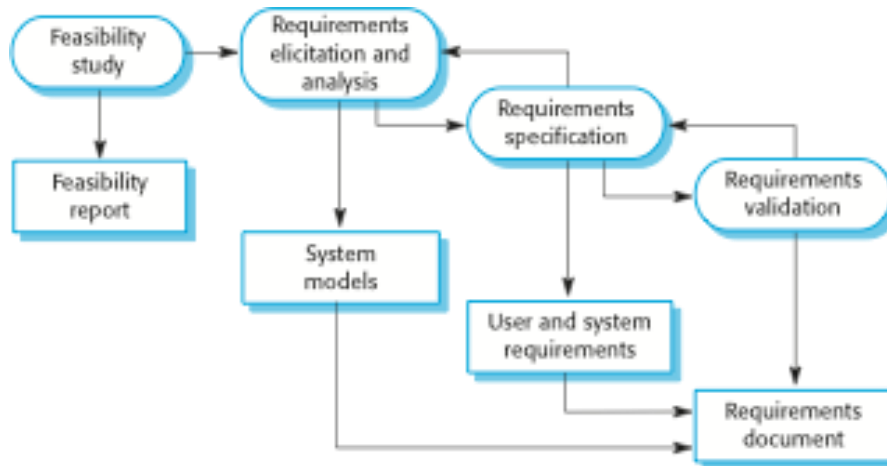 Feasibility
study
Requirements
elicitation and
analysis
Requirements
specification
Requirements
validation
Feasibility
report
System
models
User and system
requirements
Requirements
document